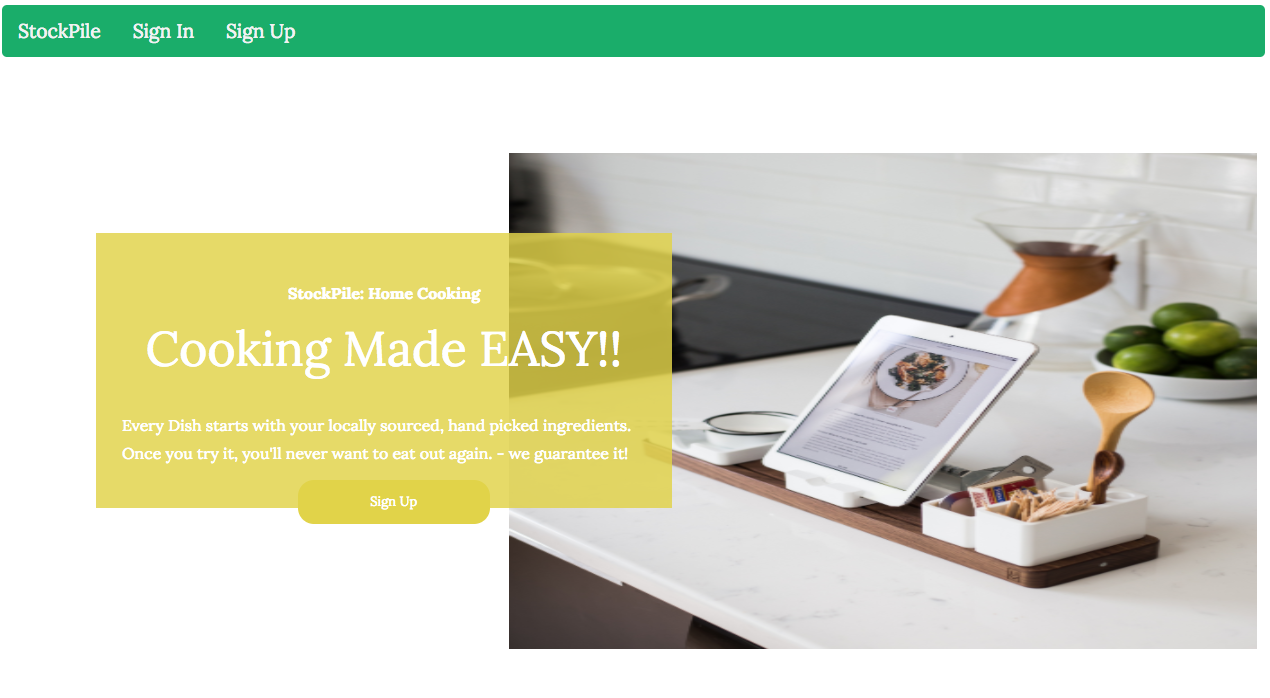 StockPile Sign In Sign Up
StockPile: Home Cooking
Cooking Made EASY!!
Every Dish starts with your locally sourced, hand picked ingredients.
Once you try it, you'll never want to eat out again. - we guarantee it!
Sign Up